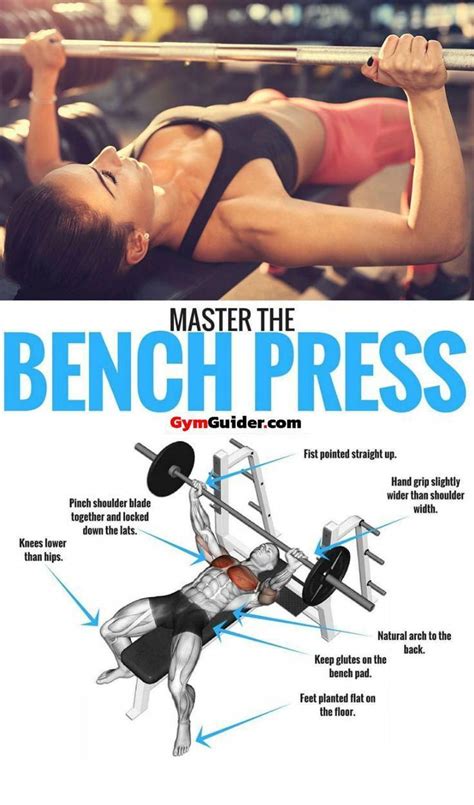 MASTER THE
BENCH PRESS
GymGuider.com
Fist pointed straight up.
Hand grip slightly
wider than shoulder
width.
Pinch shoulder blade
together and locked
down the lats.
Knees lower
than hips.
Natural arch to the
back.
Keep glutes on the
bench pad.
Feet planted flat on
the floor.